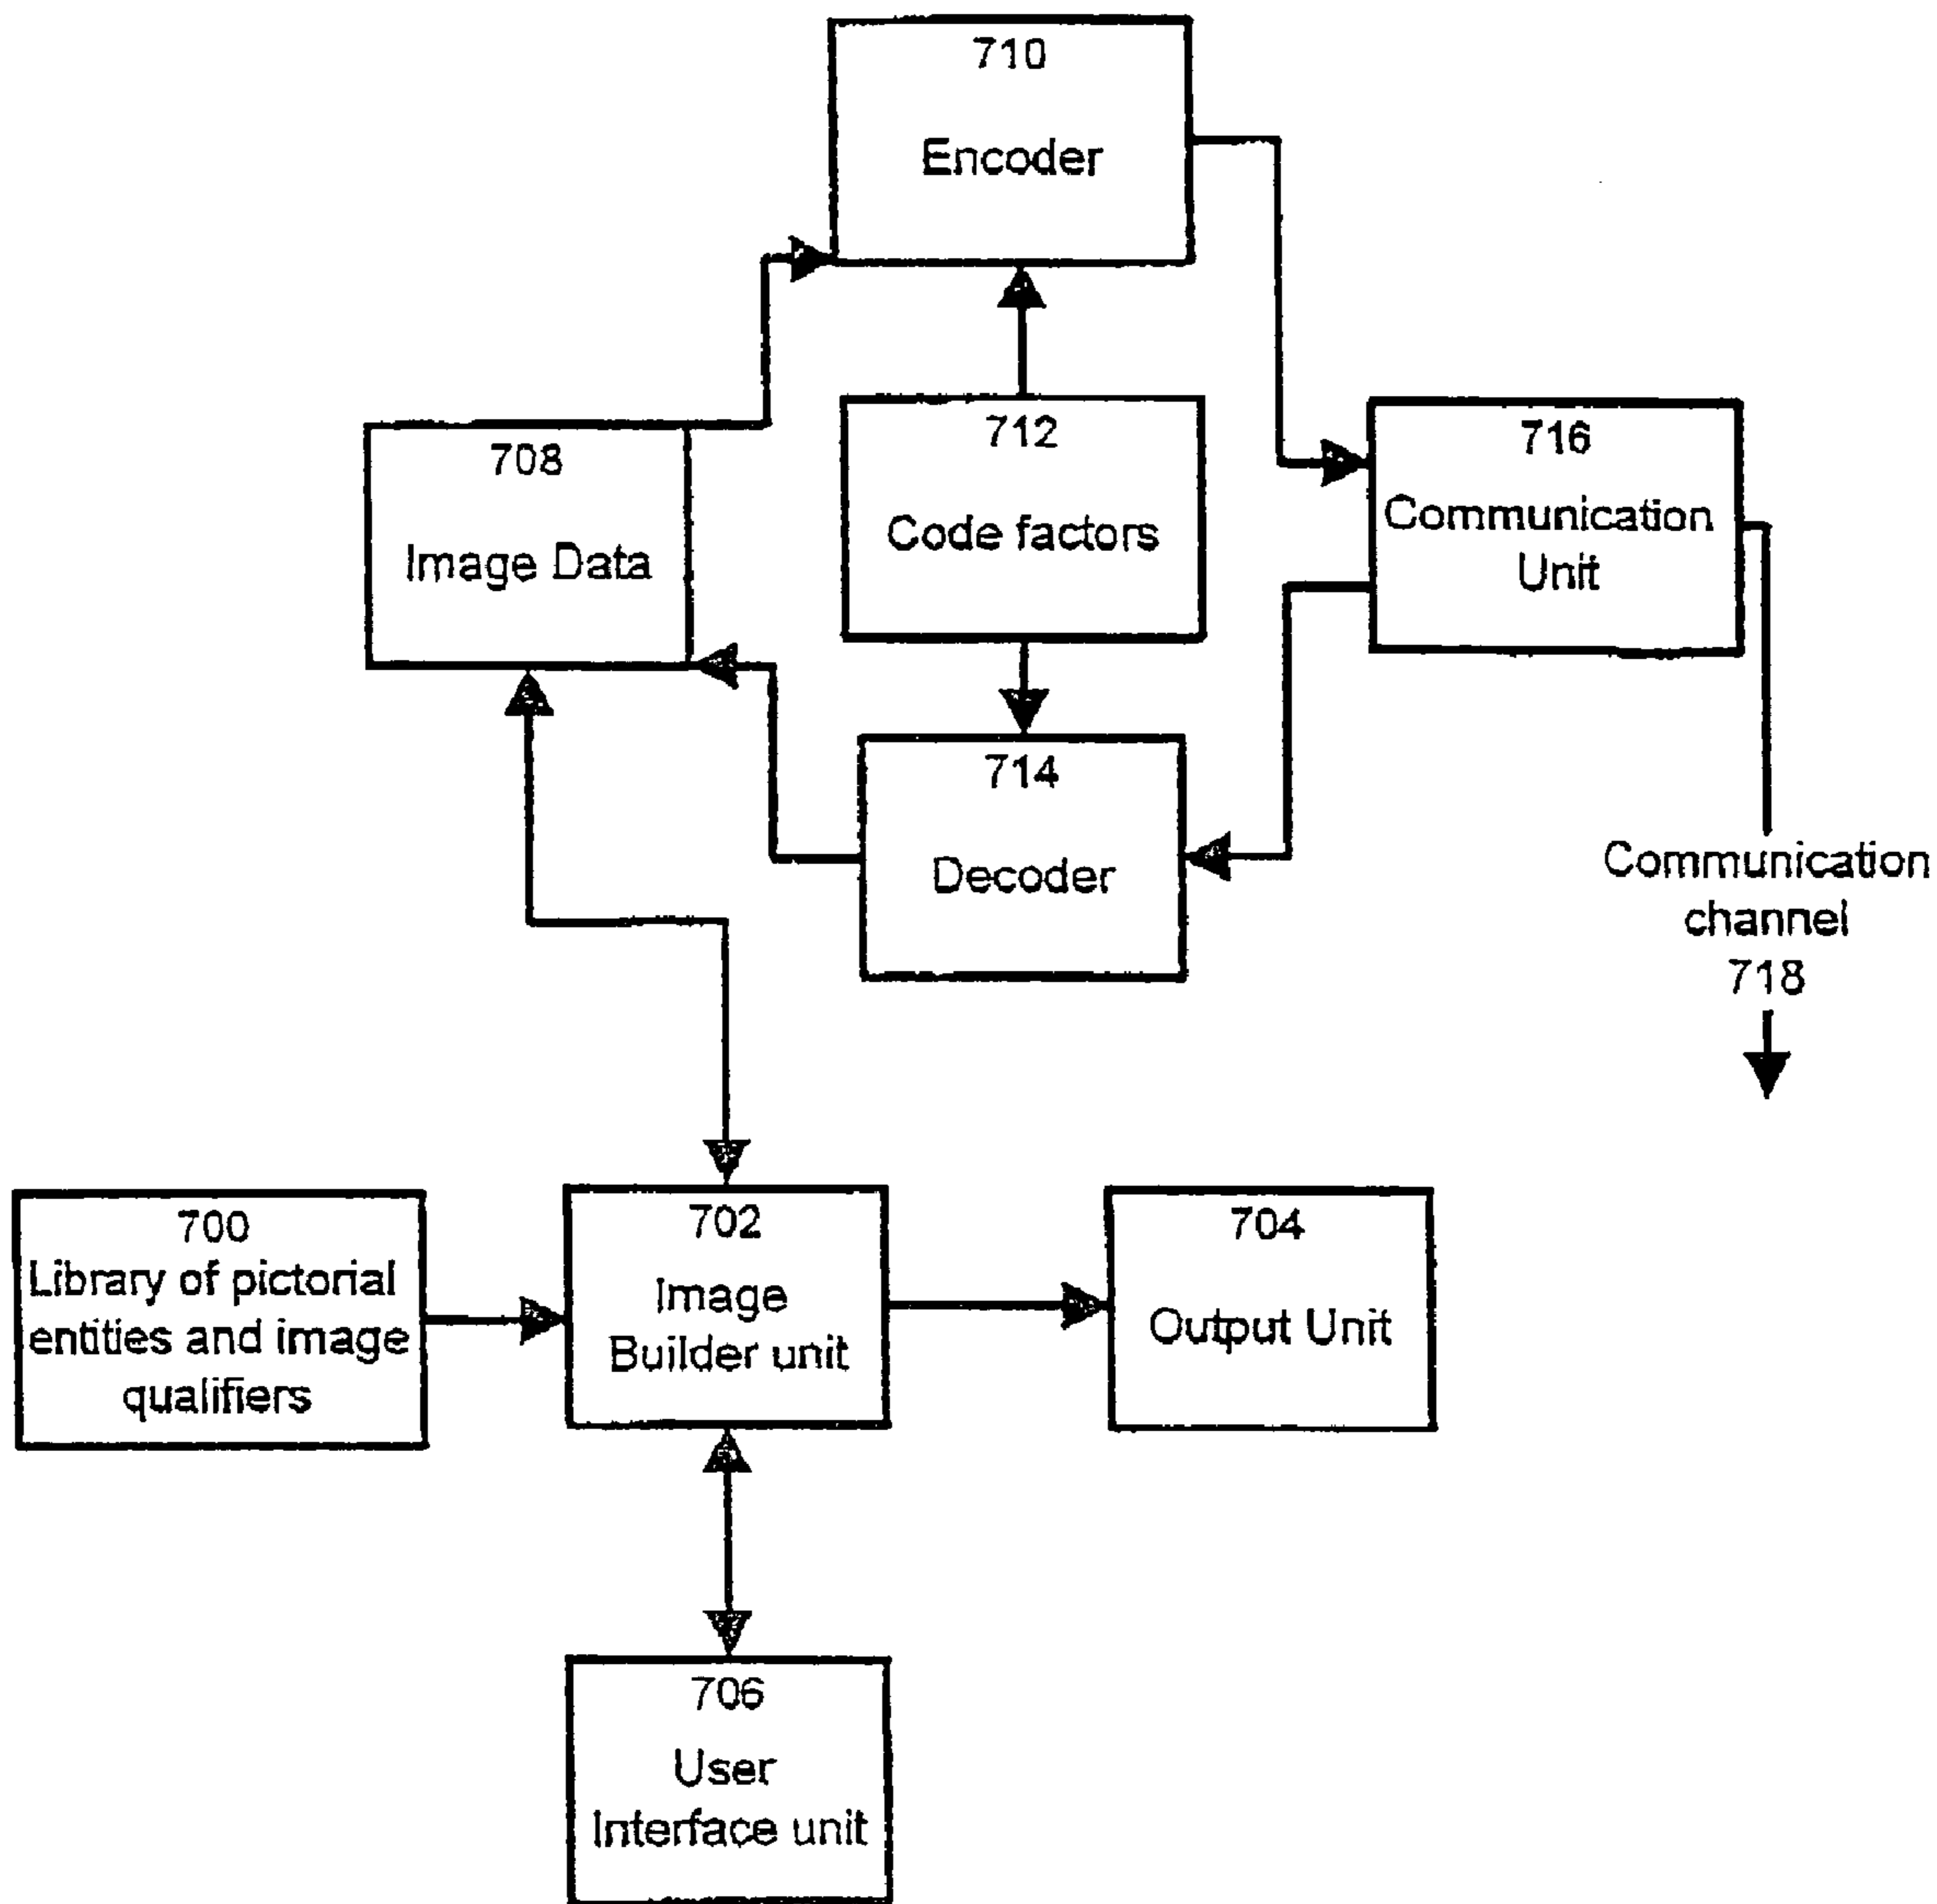 710
Encoder
712
Code factors
716
Communication
Unit
708
Image Data
714
Decoder
Communication
channel
718
700
Library of pictorial
entities and image
qualifiers
702
Image
Builder unit
704
Output Unit
706
User
Interface unit